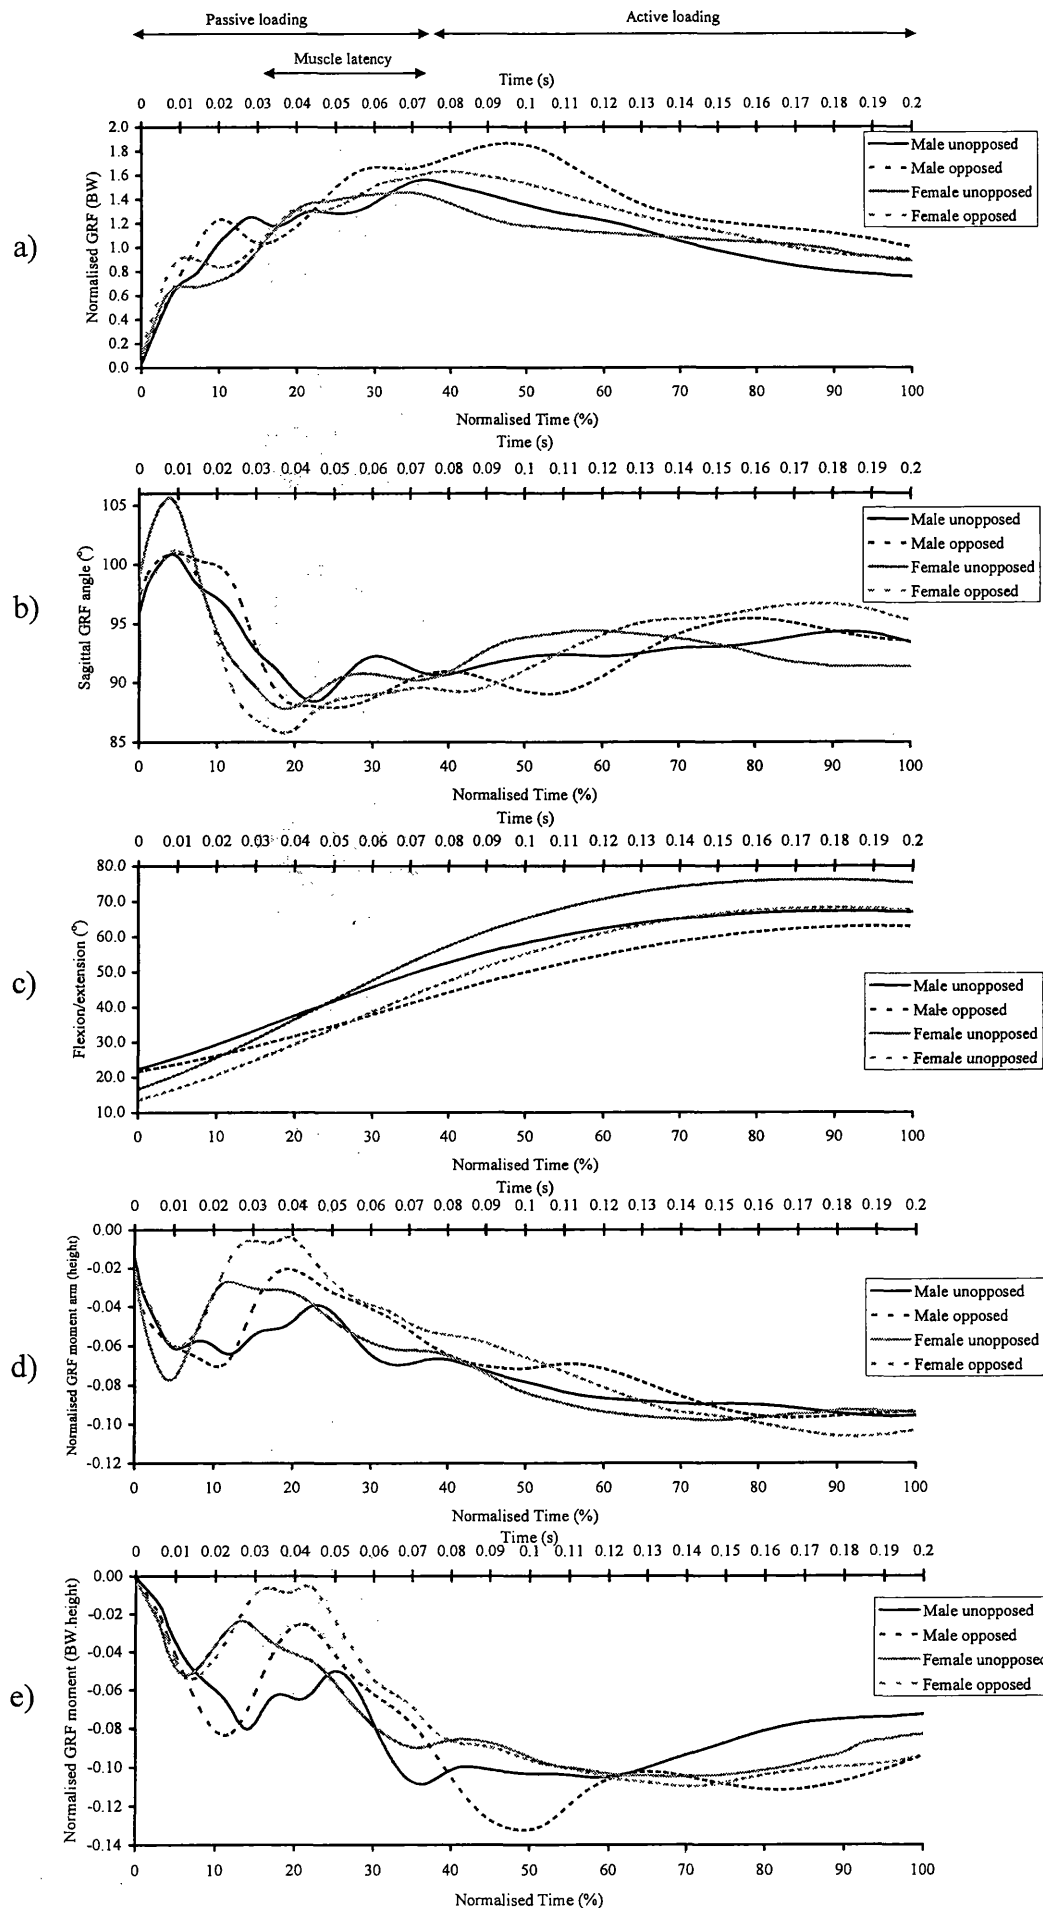 Passive loading Active loading
Muscle latency
Time (s)
0 0.01 0.02 0.03 0.04 0.05 0.06 0.07 0.08 0.09 0.1 0.11 0.12 0.13 0.14 0.15 0.16 0.17 0.18 0.19 0.2
a)
Normalised GRF (BW)
2.0
1.8
1.6
1.4
1.2
1.0
0.8
0.6
0.4
0.2
0.0
Male unopposed
Male opposed
Female unopposed
Female opposed
0 10 20 30 40 50 60 70 80 90 100
Normalised Time (%)
Time (s)
0 0.01 0.02 0.03 0.04 0.05 0.06 0.07 0.08 0.09 0.1 0.11 0.12 0.13 0.14 0.15 0.16 0.17 0.18 0.19 0.2
b)
Sagittal GRF angle (°)
105
100
95
90
85
Male unopposed
Male opposed
Female unopposed
Female opposed
0 10 20 30 40 50 60 70 80 90 100
Normalised Time (%)
Time (s)
0 0.01 0.02 0.03 0.04 0.05 0.06 0.07 0.08 0.09 0.1 0.11 0.12 0.13 0.14 0.15 0.16 0.17 0.18 0.19 0.2
c)
Flexion/extension (°)
80.0
70.0
60.0
50.0
40.0
30.0
20.0
10.0
Male unopposed
Male opposed
Female unopposed
Female unopposed
0 10 20 30 40 50 60 70 80 90 100
Normalised Time (%)
Time (s)
0 0.01 0.02 0.03 0.04 0.05 0.06 0.07 0.08 0.09 0.1 0.11 0.12 0.13 0.14 0.15 0.16 0.17 0.18 0.19 0.2
d)
Normalised GRF moment arm (height)
0.00
-0.02
-0.04
-0.06
-0.08
-0.10
-0.12
Male unopposed
Male opposed
Female unopposed
Female opposed
0 10 20 30 40 50 60 70 80 90 100
Normalised Time (%)
Time (s)
0 0.01 0.02 0.03 0.04 0.05 0.06 0.07 0.08 0.09 0.1 0.11 0.12 0.13 0.14 0.15 0.16 0.17 0.18 0.19 0.2
e)
Normalised GRF moment (BW.height)
0.00
-0.02
-0.04
-0.06
-0.08
-0.10
-0.12
-0.14
Male unopposed
Male opposed
Female unopposed
Female opposed
0 10 20 30 40 50 60 70 80 90 100
Normalised Time (%)